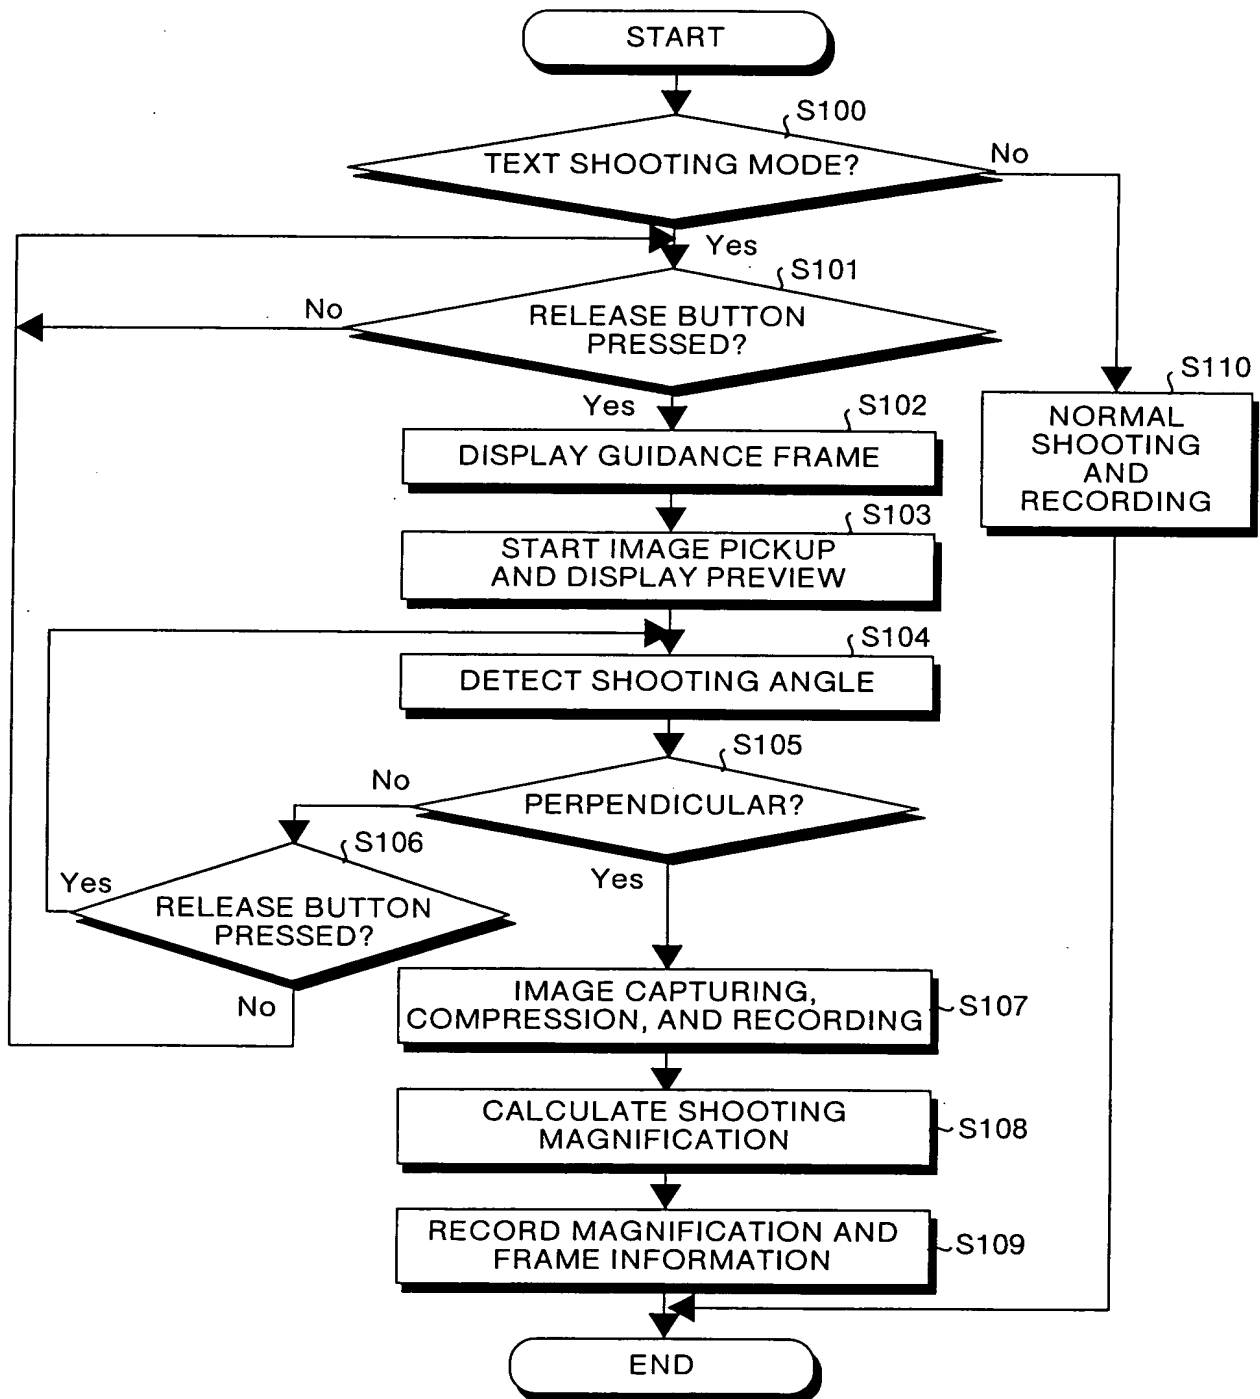 START
S100
TEXT SHOOTING MODE?
No
Yes
S101
No
RELEASE BUTTON
PRESSED?
Yes
S102
DISPLAY GUIDANCE FRAME
S110
NORMAL
SHOOTING
AND
RECORDING
S103
START IMAGE PICKUP
AND DISPLAY PREVIEW
S104
DETECT SHOOTING ANGLE
S105
No
PERPENDICULAR?
S106
Yes
Yes
RELEASE BUTTON
PRESSED?
No
IMAGE CAPTURING,
COMPRESSION, AND RECORDING
S107
CALCULATE SHOOTING
MAGNIFICATION
S108
RECORD MAGNIFICATION AND
FRAME INFORMATION
S109
END